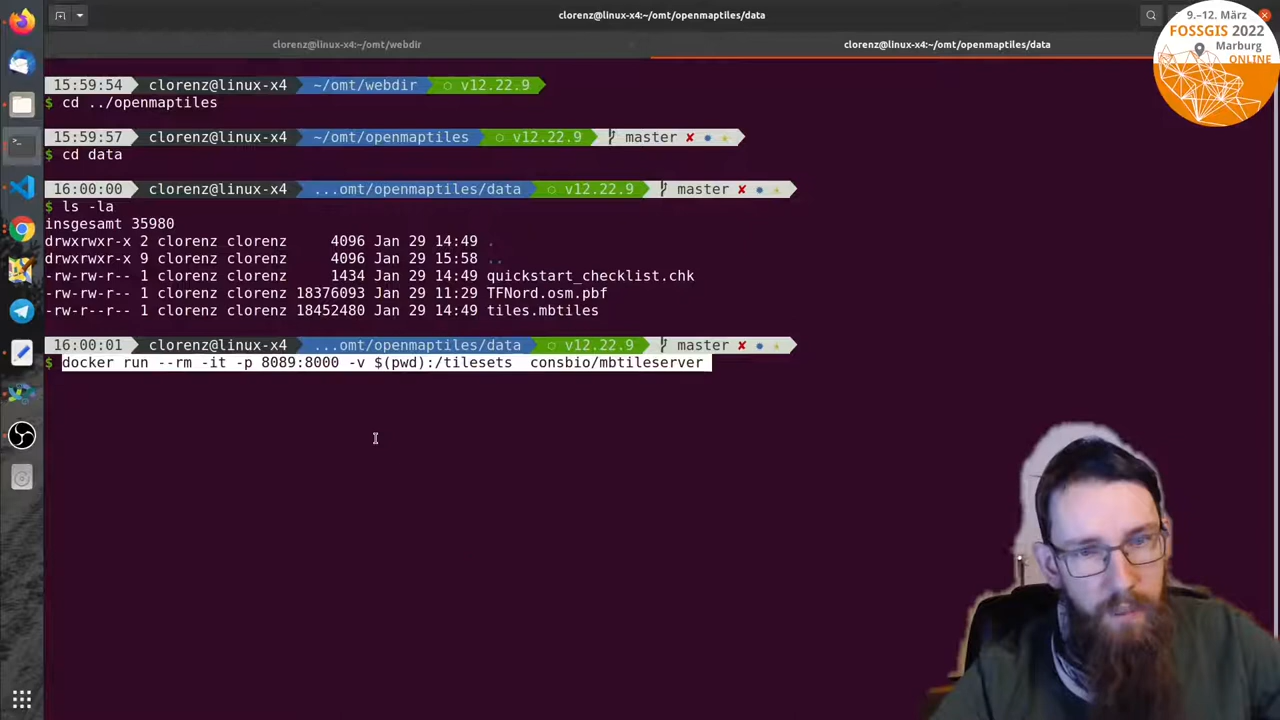 clorenz@linux-x4:~/omt/openmaptiles/data
clorenz@linux-x4:~/omt/webdir
clorenz@linux-x4:~/omt/openmaptiles/data
9.–12. März
FOSSGIS 2022
Marburg
ONLINE
15:59:54 clorenz@linux-x4 ~/omt/webdir v12.22.9
$ cd ../openmaptiles
15:59:57 clorenz@linux-x4 ~/omt/openmaptiles v12.22.9 master ✘
$ cd data
16:00:00 clorenz@linux-x4 ...omt/openmaptiles/data v12.22.9 master ✘
$ ls -la
insgesamt 35980
drwxrwxr-x 2 clorenz clorenz 4096 Jan 29 14:49 .
drwxrwxr-x 9 clorenz clorenz 4096 Jan 29 15:58 ..
-rw-rw-r-- 1 clorenz clorenz 1434 Jan 29 14:49 quickstart_checklist.chk
-rw-rw-r-- 1 clorenz clorenz 18376093 Jan 29 11:29 TFNord.osm.pbf
-rw-r--r-- 1 clorenz clorenz 18452480 Jan 29 14:49 tiles.mbtiles
16:00:01 clorenz@linux-x4 ...omt/openmaptiles/data v12.22.9 master ✘
$ docker run --rm -it -p 8089:8000 -v $(pwd):/tilesets  consbio/mbtileserver